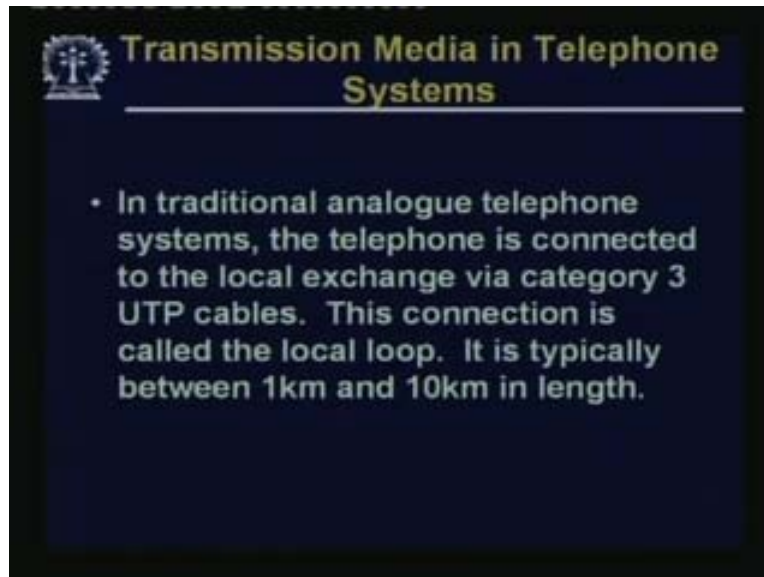 Transmission Media in Telephone
Systems
• In traditional analogue telephone
systems, the telephone is connected
to the local exchange via category 3
UTP cables. This connection is
called the local loop. It is typically
between 1km and 10km in length.